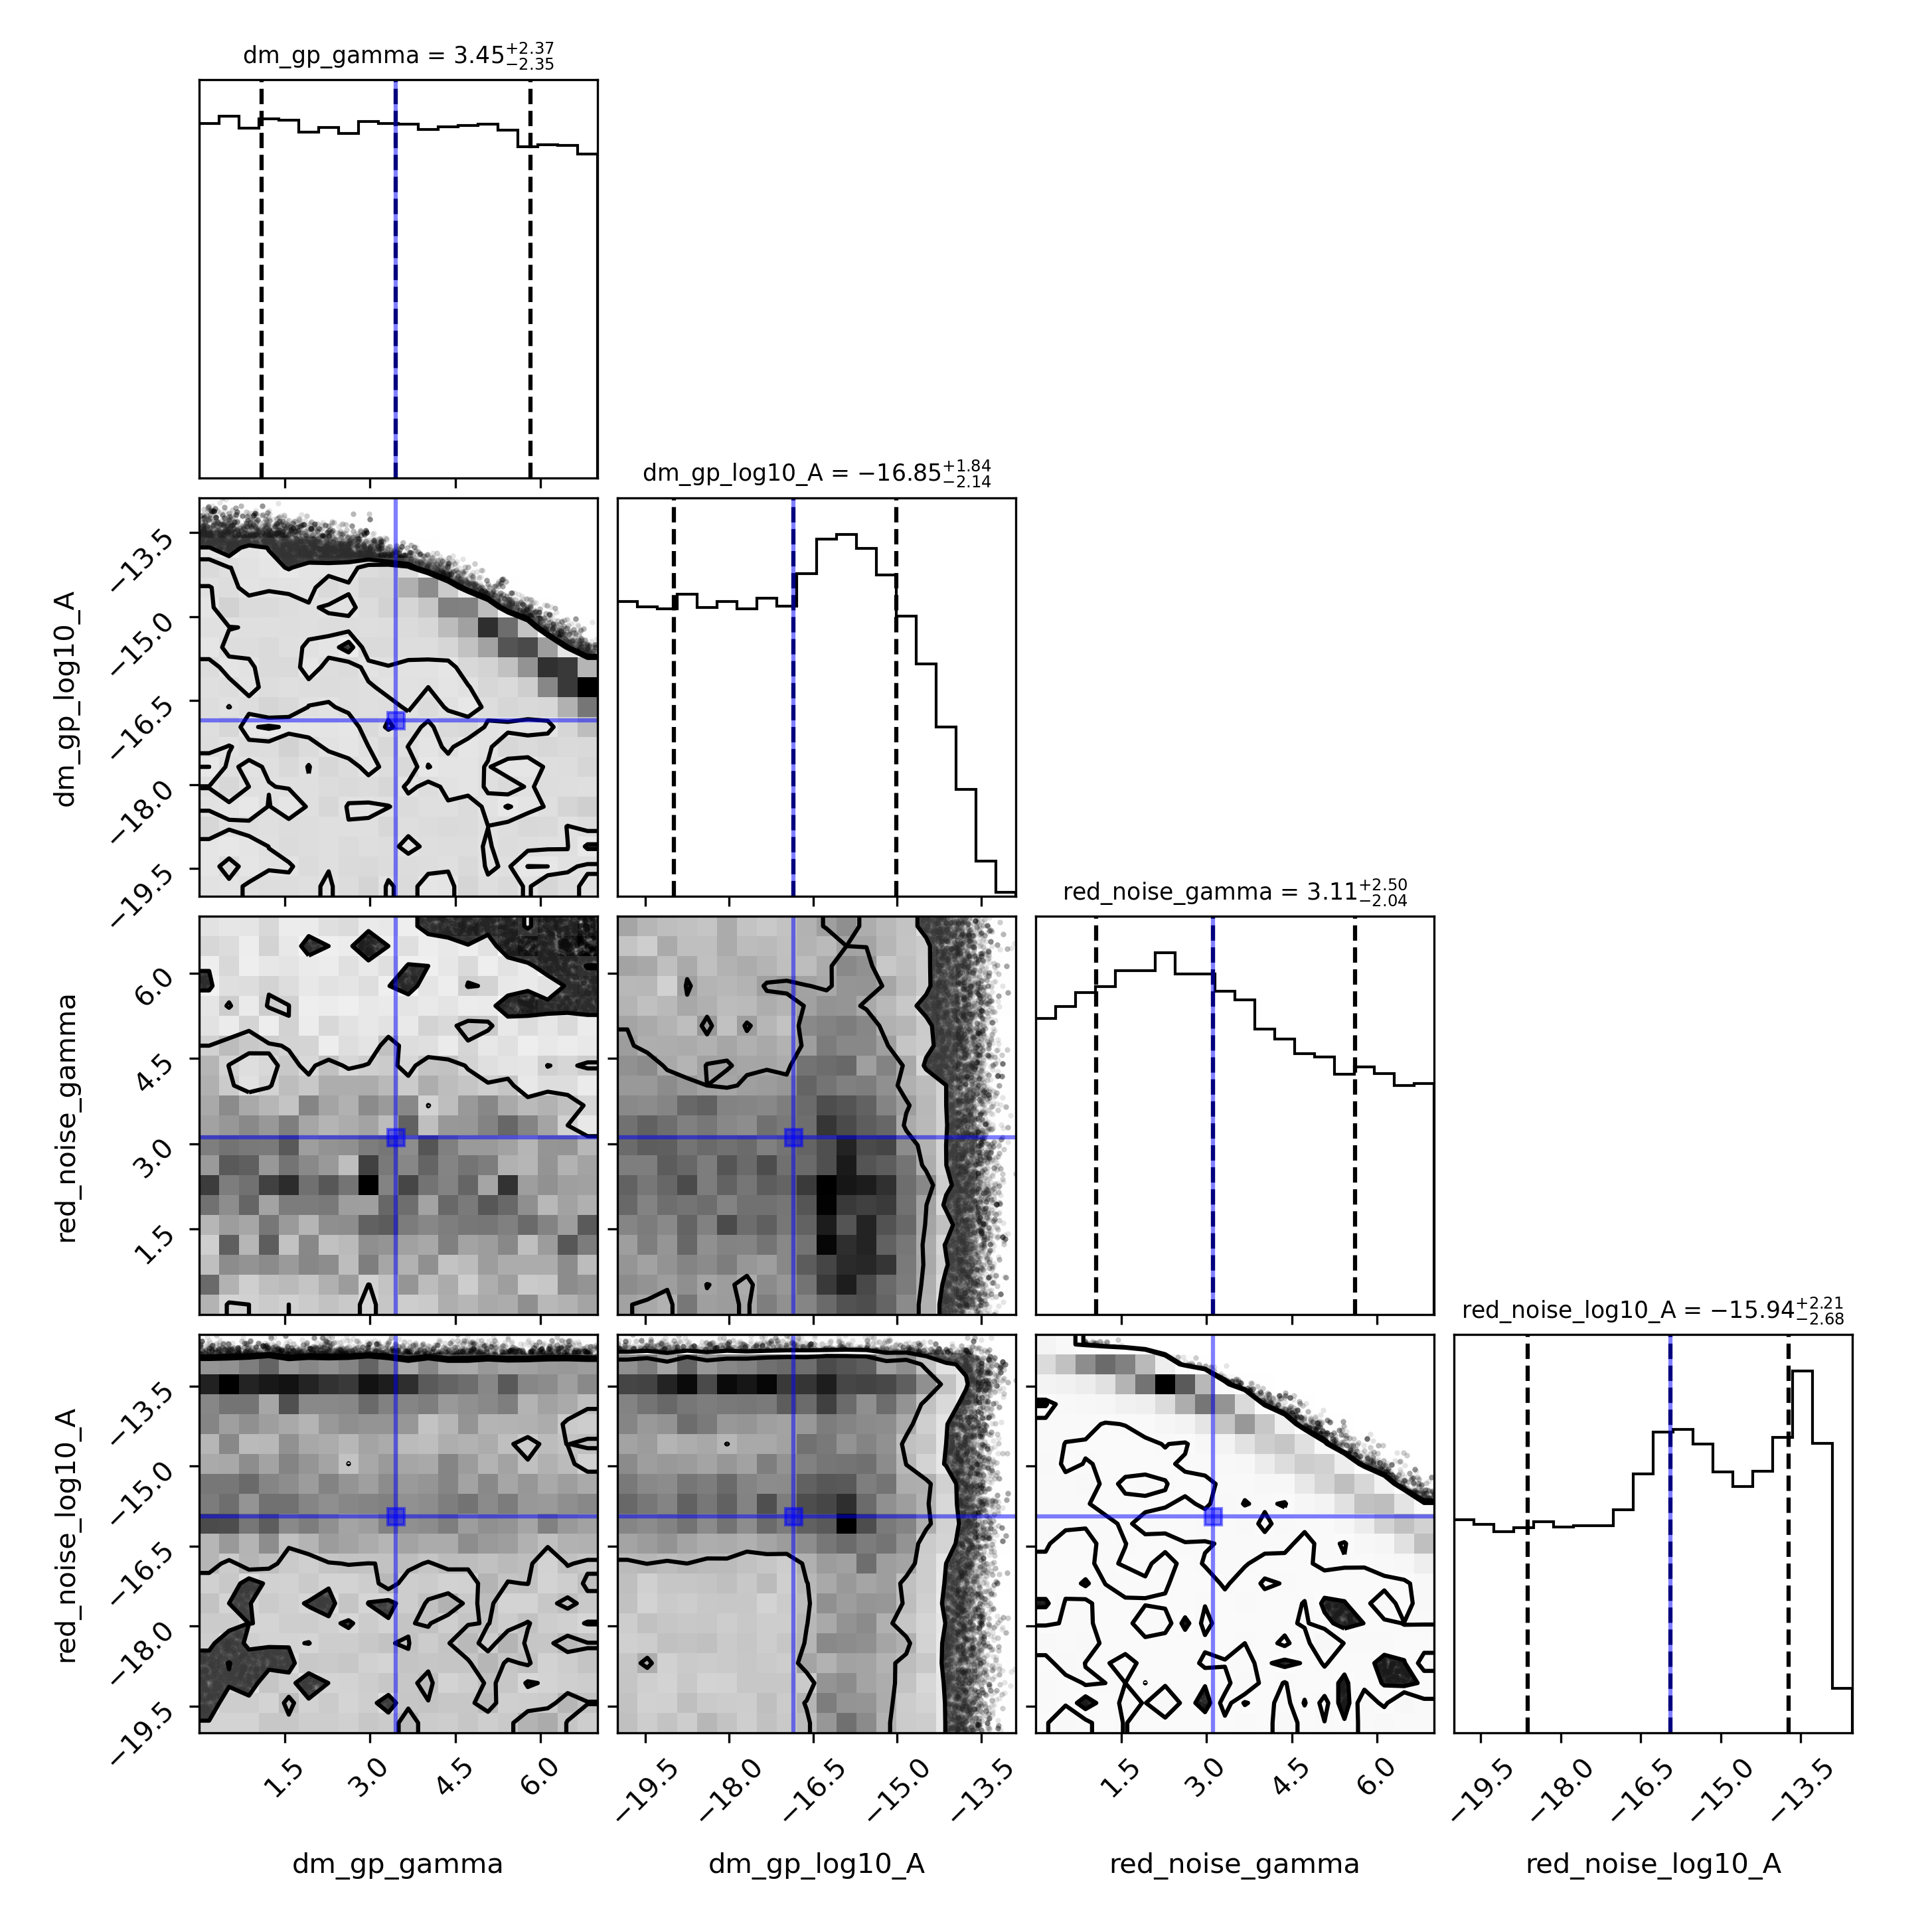 dm_gp_gamma = 3.45+2.37−2.35
dm_gp_log10_A = −16.85+1.84−2.14
−13.5
−15.0
−16.5
−18.0
−19.5
dm_gp_log10_A
red_noise_gamma = 3.11+2.50−2.04
6.0
4.5
3.0
1.5
red_noise_gamma
red_noise_log10_A = −15.94+2.21−2.68
−13.5
−15.0
−16.5
−18.0
−19.5
red_noise_log10_A
1.5 3.0 4.5 6.0
−19.5 −18.0 −16.5 −15.0 −13.5
1.5 3.0 4.5 6.0
−19.5 −18.0 −16.5 −15.0 −13.5
dm_gp_gamma
dm_gp_log10_A
red_noise_gamma
red_noise_log10_A